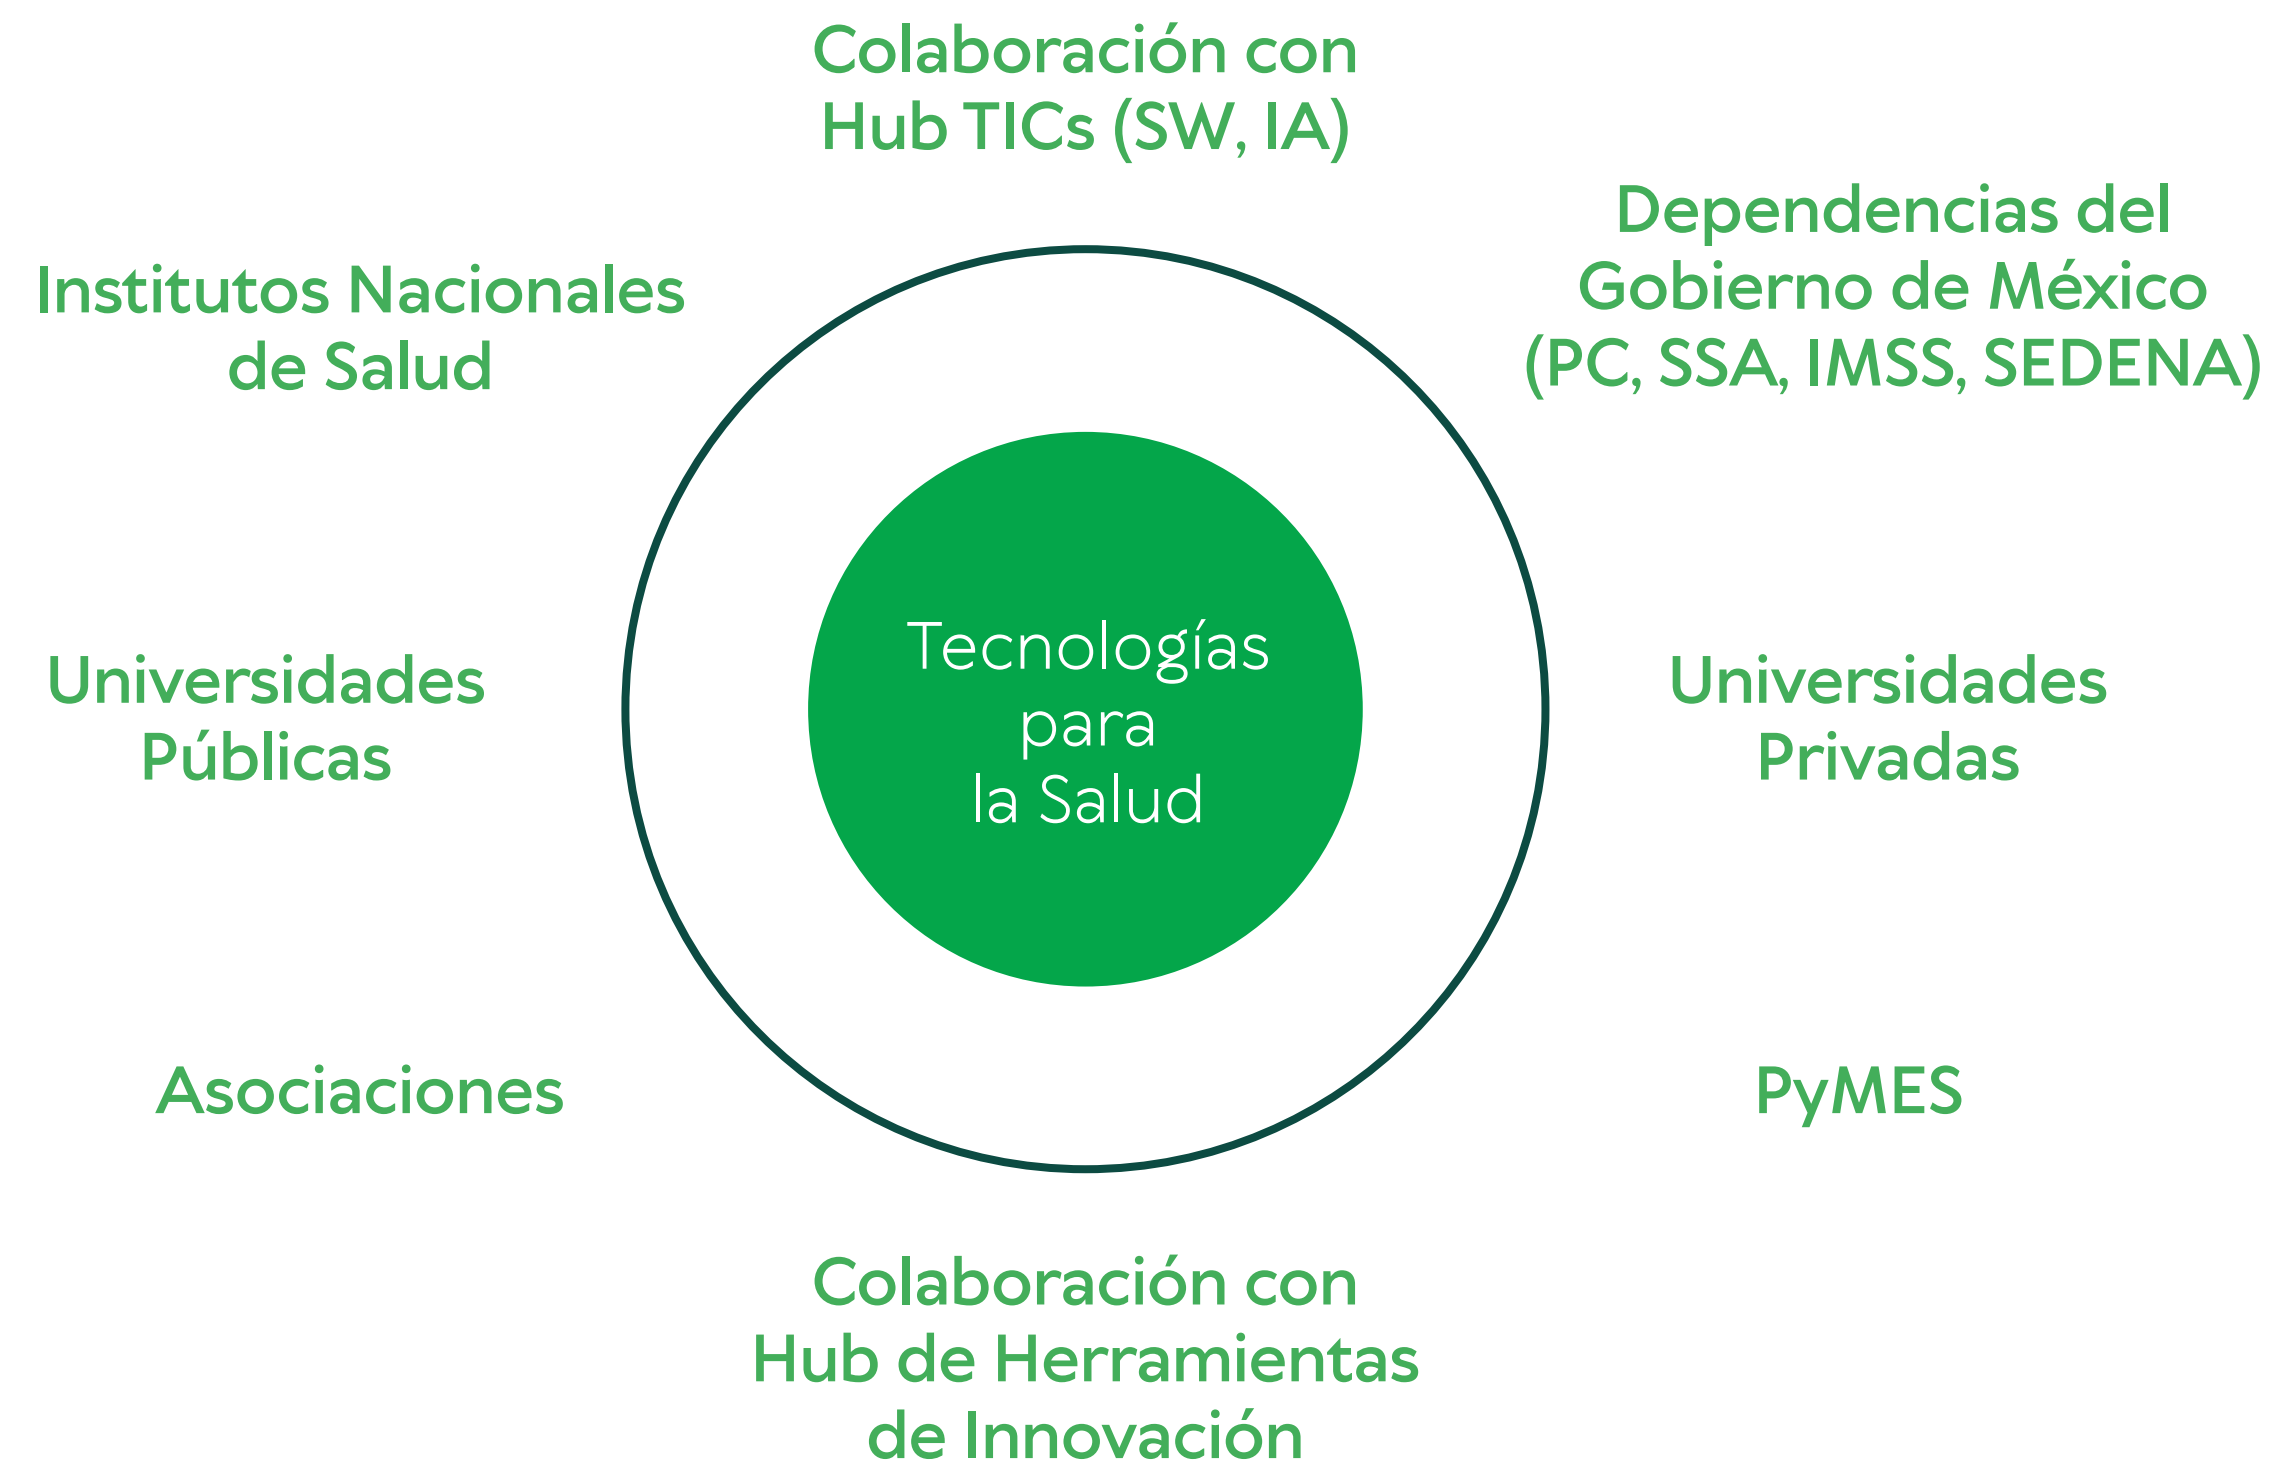 Colaboración con
Hub TICs (SW, IA)
Dependencias del
Gobierno de México
(PC, SSA, IMSS, SEDENA)
Institutos Nacionales
de Salud
Tecnologías
para
la Salud
Universidades
Públicas
Universidades
Privadas
Asociaciones
PyMES
Colaboración con
Hub de Herramientas
de Innovación